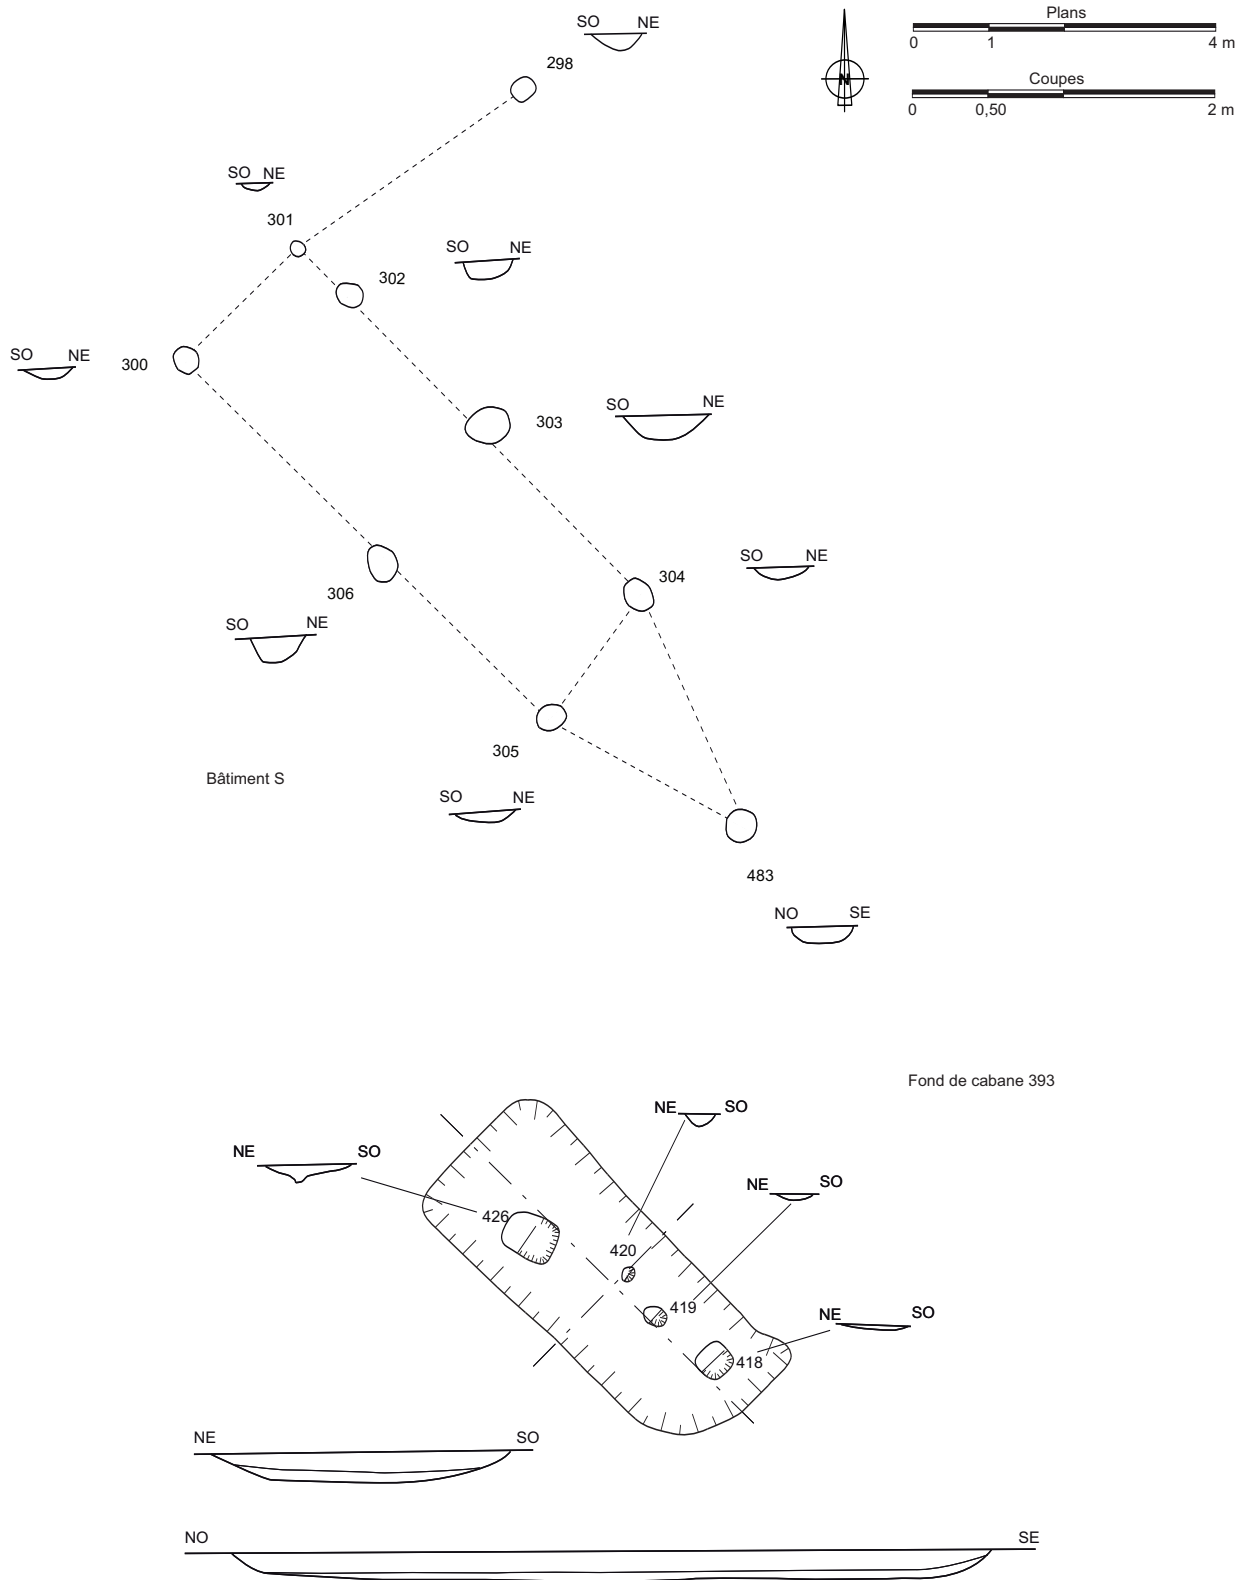 SO NE
Plans
0 1 4 m
N
298
Coupes
0 0,50 2 m
SO NE
301
SO NE
302
SO NE
300
SO NE
303
SO NE
304
306
SO NE
305
Bâtiment S
SO NE
483
NO SE
Fond de cabane 393
NE SO
NE SO
NE SO
426
420
419
NE SO
418
NE SO
NO SE